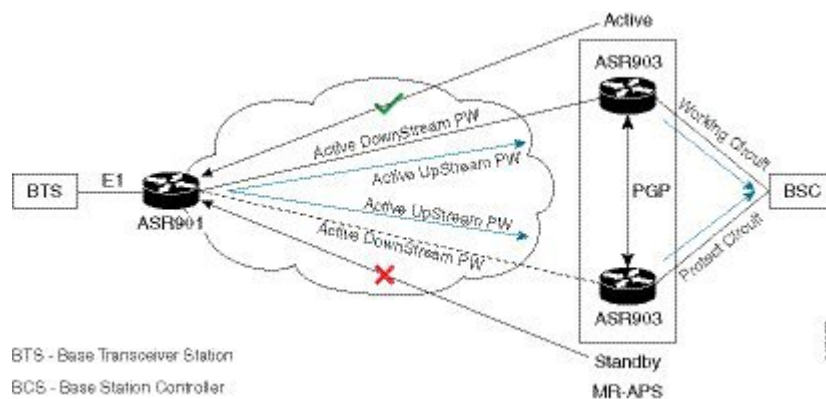 Active
ASR903
Active DownStream PW
Working Circuit
Active UpStream PW
BTS
E1
PGP
BSC
ASR901
Active UpStream PW
Active DownStream PW
Protect Circuit
ASR903
BTS - Base Transceiver Station
Standby
BCS - Base Station Controller
MR-APS